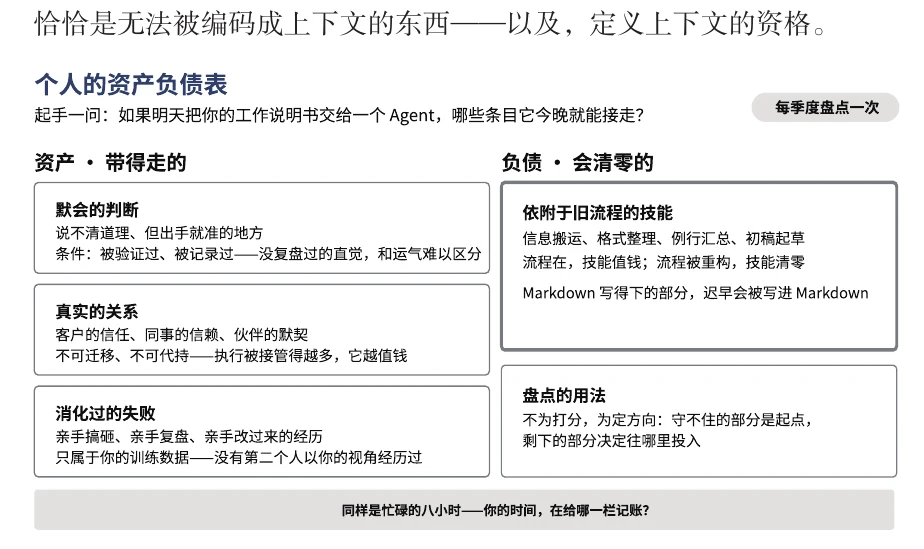 恰恰是无法被编码成上下文的东西——以及，定义上下文的资格。
个人的资产负债表
起手一问：如果明天把你的工作说明书交给一个 Agent，哪些条目它今晚就能接走？
每季度盘点一次
资产 · 带得走的
默会的判断
说不清道理、但出手就准的地方
条件：被验证过、被记录过——没复盘过的直觉，和运气难以区分
真实的关系
客户的信任、同事的信赖、伙伴的默契
不可迁移、不可代持——执行被接管得越多，它越值钱
消化过的失败
亲手搞砸、亲手复盘、亲手改过来的经历
只属于你的训练数据——没有第二个人以你的视角经历过
负债 · 会清零的
依附于旧流程的技能
信息搬运、格式整理、例行汇总、初稿起草
流程在，技能值钱；流程被重构，技能清零
Markdown 写得下的部分，迟早会被写进 Markdown
盘点的用法
不为打分，为定方向：守不住的部分是起点，
剩下的部分决定往哪里投入
同样是忙碌的八小时——你的时间，在给哪一栏记账？